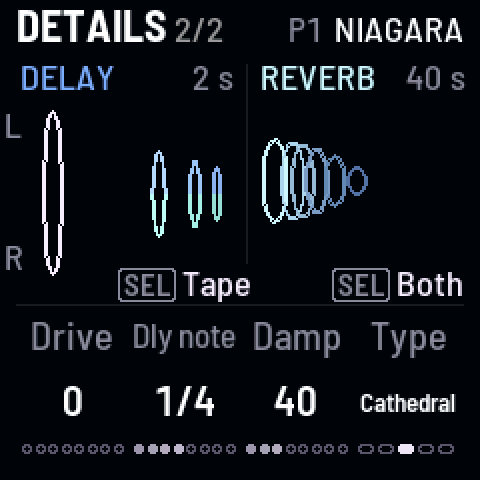 DETAILS 2/2 P1 NIAGARA
DELAY 2 s REVERB 40 s
L
R
SEL Tape SEL Both
Drive Dly note Damp Type
0 1/4 40 Cathedral